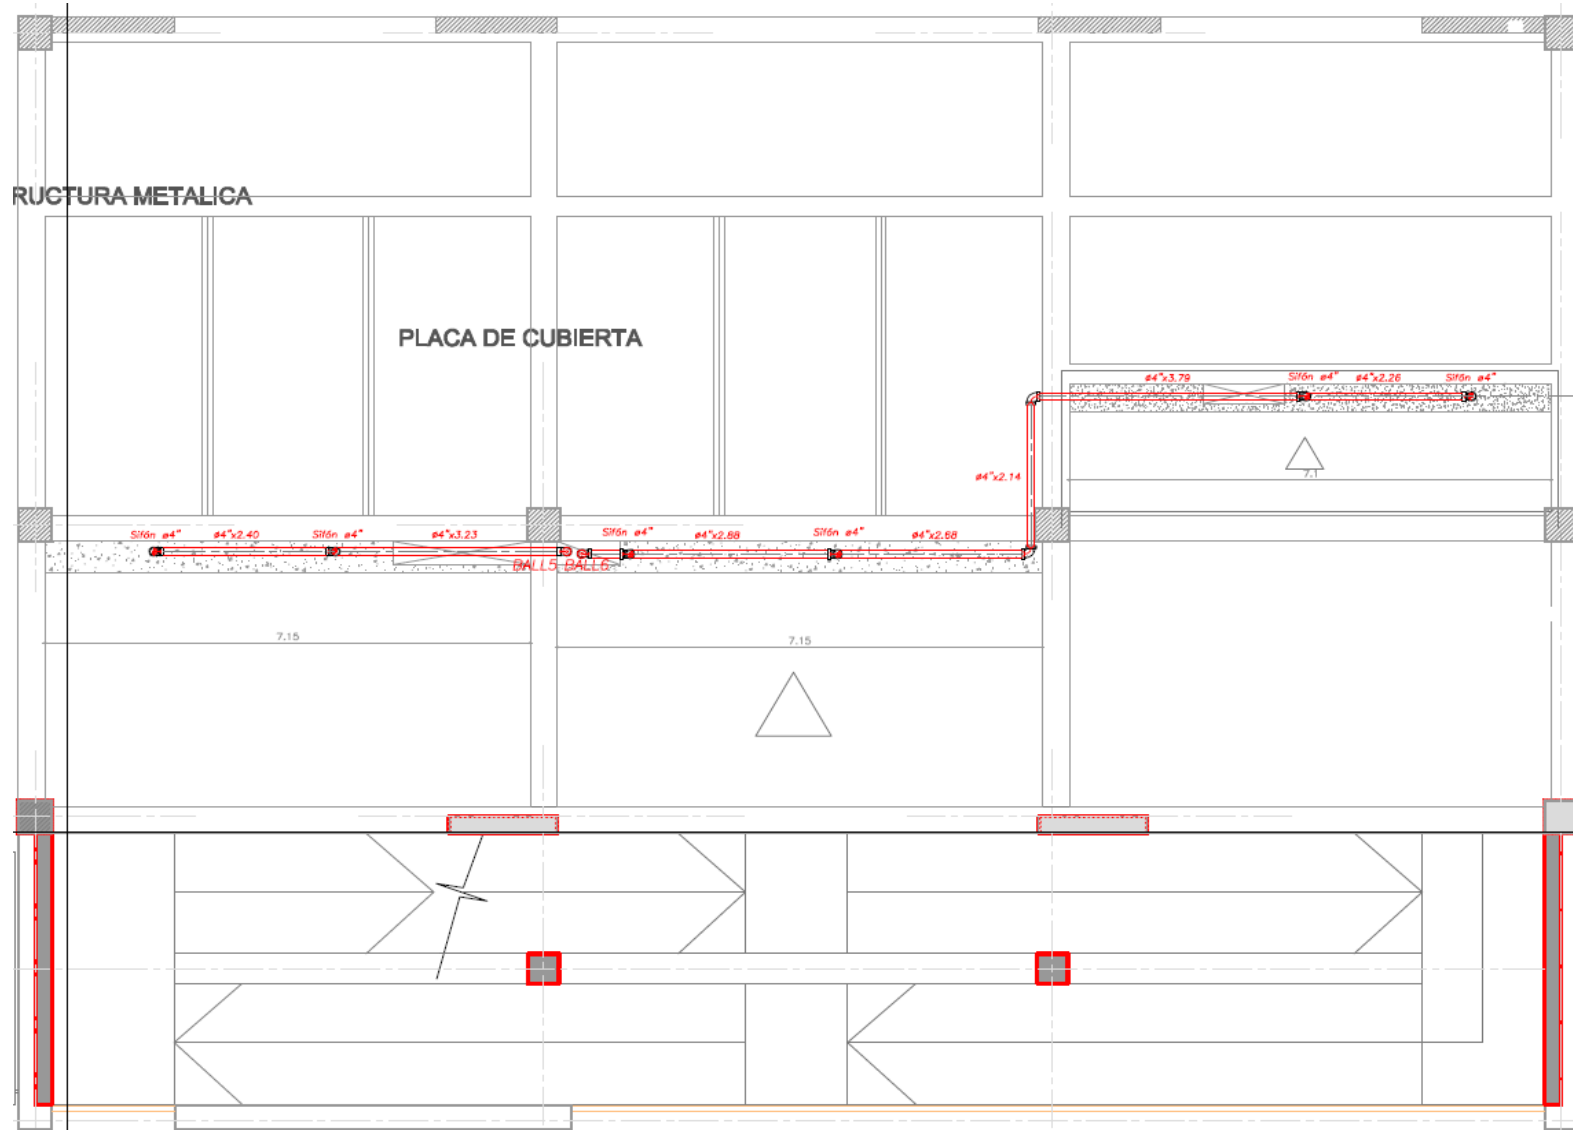 RUCTURA METALICA
PLACA DE CUBIERTA
ø4"x3.79
Sifón ø4"
ø4"x2.26
Sifón ø4"
7.1
ø4"x2.14
Sifón ø4"
ø4"x2.40
Sifón ø4"
ø4"x3.23
Sifón ø4"
ø4"x2.88
Sifón ø4"
ø4"x2.68
BALL5 BALL6
7.15
7.15